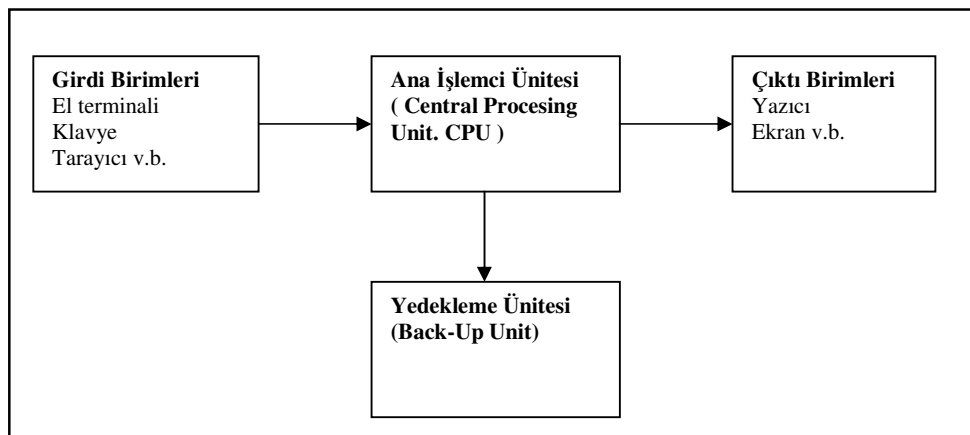 Girdi Birimleri
El terminali
Klavye
Tarayıcı v.b.
Ana İşlemci Ünitesi
( Central Procesing
Unit. CPU )
Çıktı Birimleri
Yazıcı
Ekran v.b.
Yedekleme Ünitesi
(Back-Up Unit)